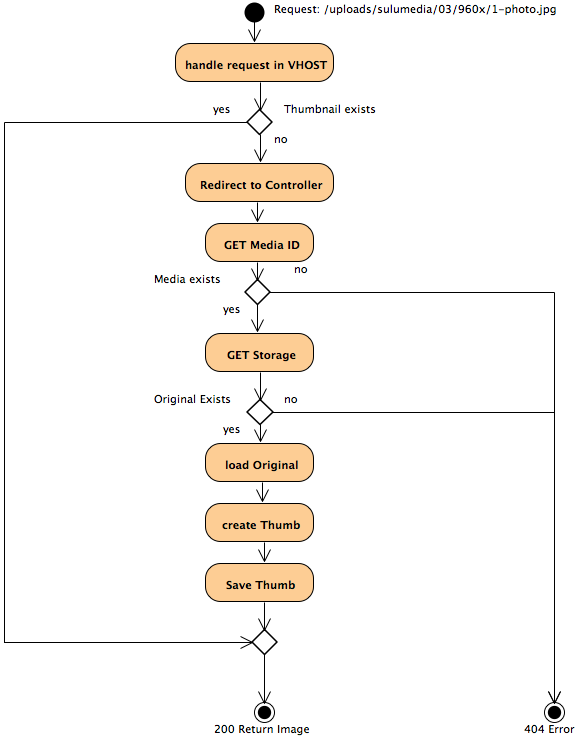 Request: /uploads/sulumedia/03/960x/1-photo.jpg
handle request in VHOST
yes
Thumbnail exists
no
Redirect to Controller
GET Media ID
no
Media exists
yes
GET Storage
Original Exists
no
yes
load Original
create Thumb
Save Thumb
200 Return Image
404 Error